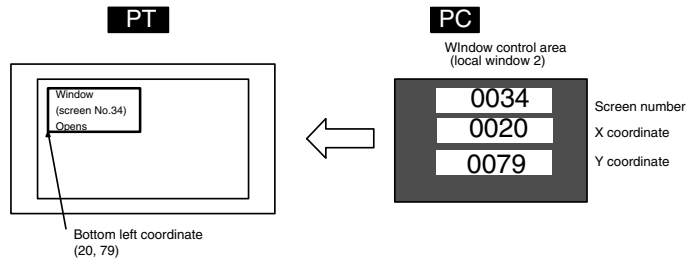 PT
PC
WIndow control area
(local window 2)
Window
(screen No.34)
Opens
0034
Screen number
0020
X coordinate
0079
Y coordinate
Bottom left coordinate
(20, 79)